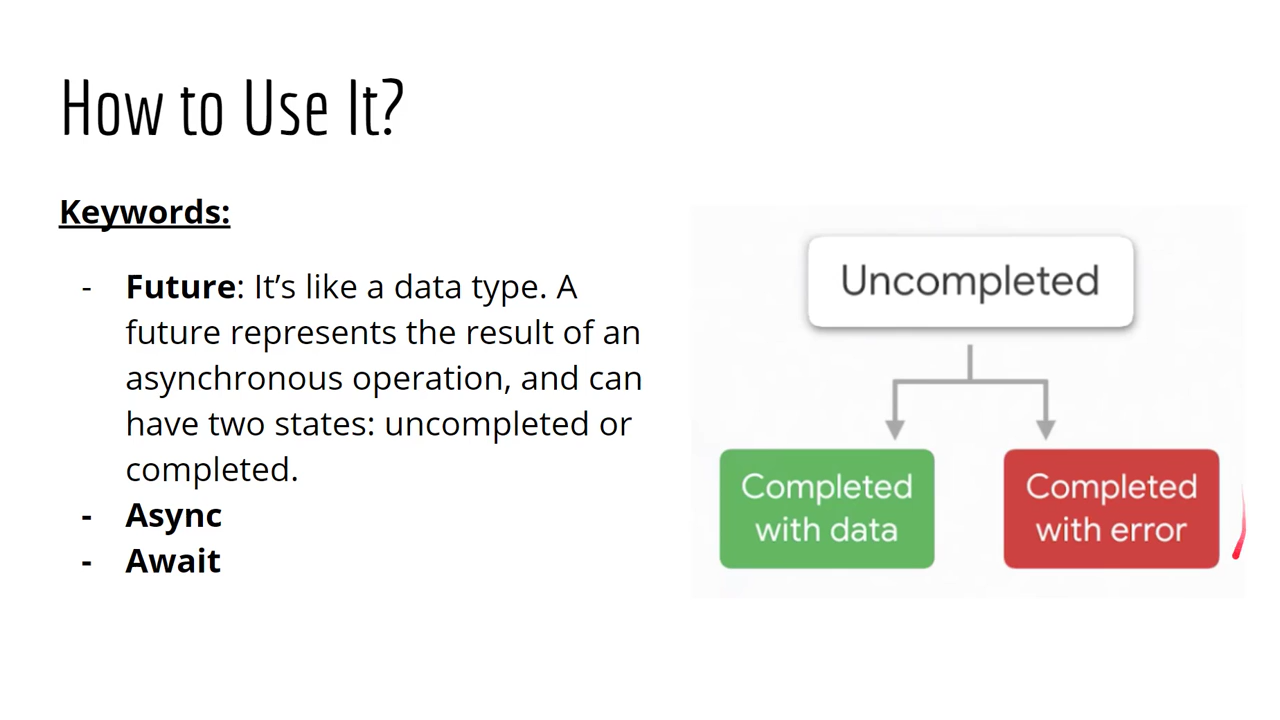 How to Use It?
Keywords:
- Future: It’s like a data type. A
future represents the result of an
asynchronous operation, and can
have two states: uncompleted or
completed.
- Async
- Await
Uncompleted
Completed
with data
Completed
with error